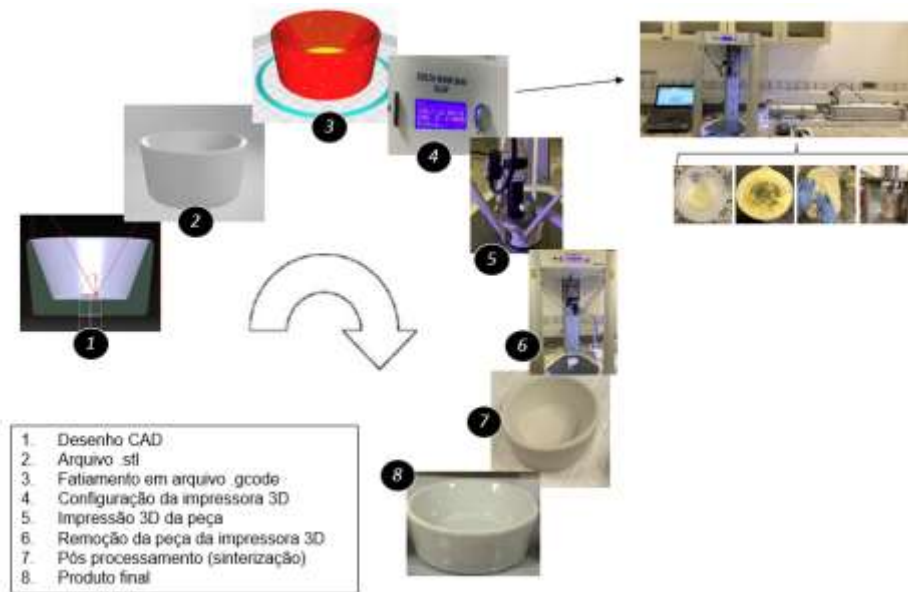 3
4
2
5
1
6
7
8
1. Desenho CAD
2. Arquivo .stl
3. Fatiamento em arquivo .gcode
4. Configuração da impressora 3D
5. Impressão 3D da peça
6. Remoção da peça da impressora 3D
7. Pós processamento (sinterização)
8. Produto final